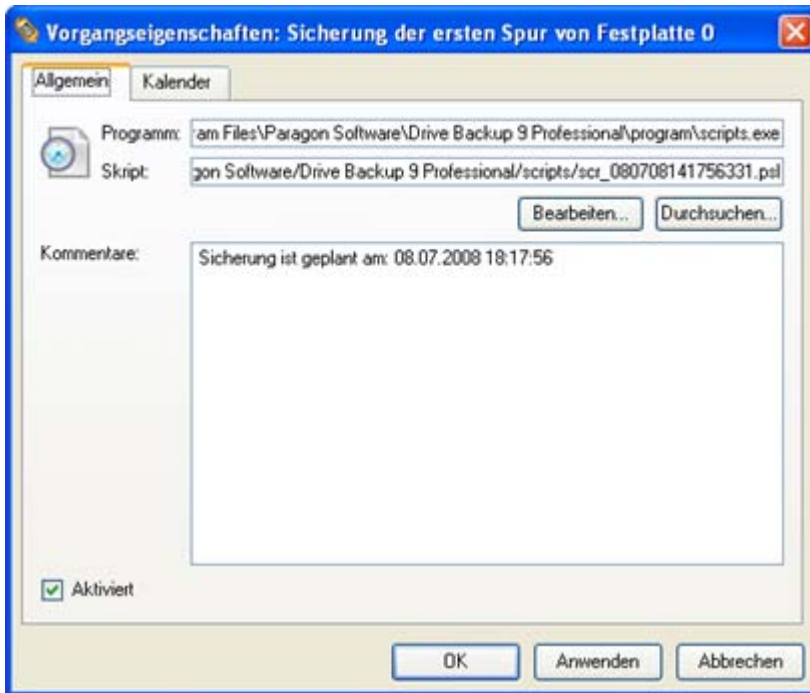 Vorgangseigenschaften: Sicherung der ersten Spur von Festplatte 0
Allgemein
Kalender
Programm: am Files\Paragon Software\Drive Backup 9 Professional\program\scripts.exe
Skript: gon Software/Drive Backup 9 Professional/scripts/scr_080708141756331.psl
Bearbeiten... Durchsuchen...
Kommentare: Sicherung ist geplant am: 08.07.2008 18:17:56
Aktiviert
OK Anwenden Abbrechen